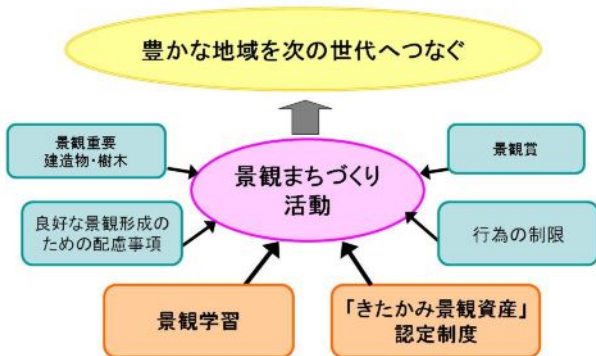 豊かな地域を次の世代へつなぐ
景観重要
建造物・樹木
景観賞
景観まちづくり
活動
良好な景観形成の
ための配慮事項
行為の制限
景観学習
「きたかみ景観資産」
認定制度